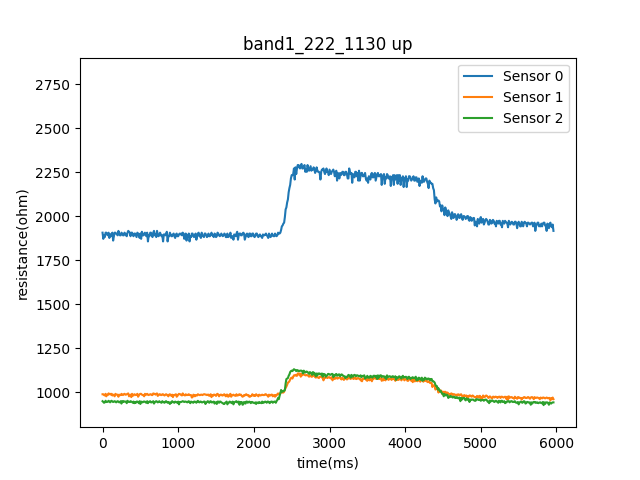 band1_222_1130 up
Sensor 0
Sensor 1
Sensor 2
2750
2500
2250
2000
1750
1500
1250
1000
resistance(ohm)
0 1000 2000 3000 4000 5000 6000
time(ms)